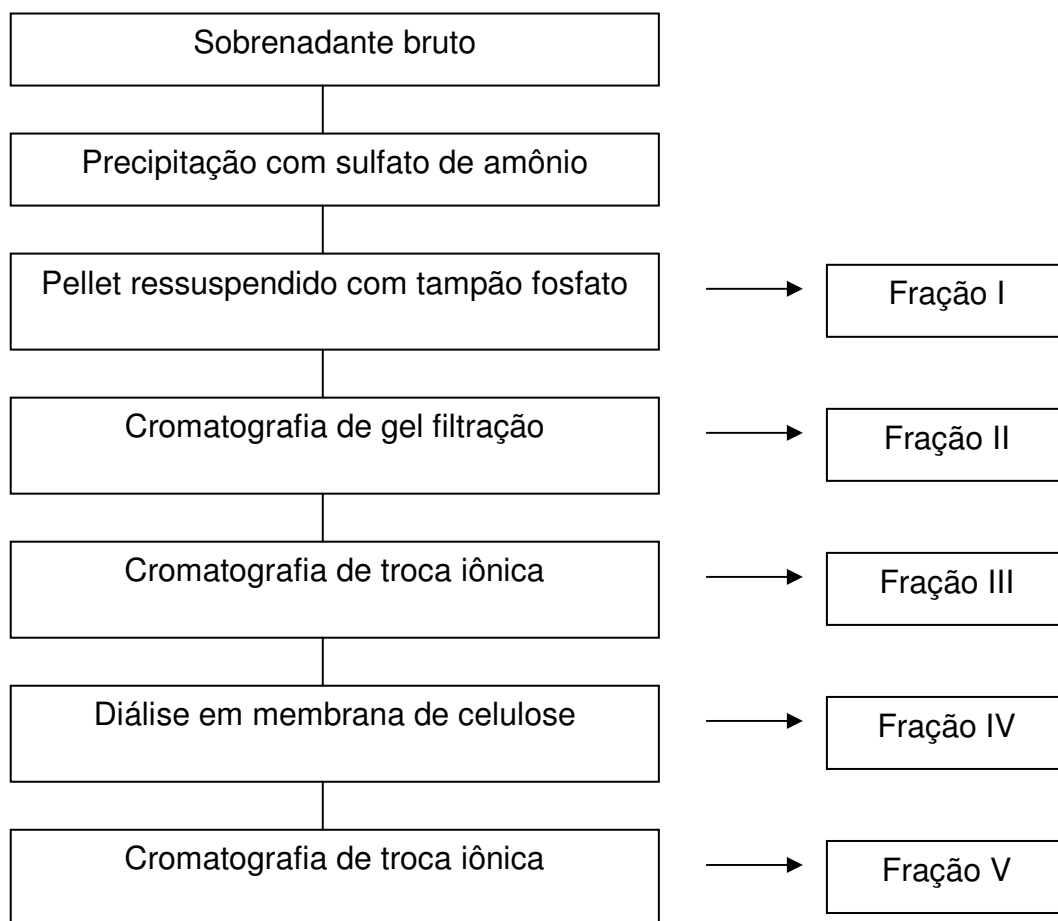 Sobrenadante bruto
Precipitação com sulfato de amônio
Pellet ressuspendido com tampão fosfato
Fração I
Cromatografia de gel filtração
Fração II
Cromatografia de troca iônica
Fração III
Diálise em membrana de celulose
Fração IV
Cromatografia de troca iônica
Fração V